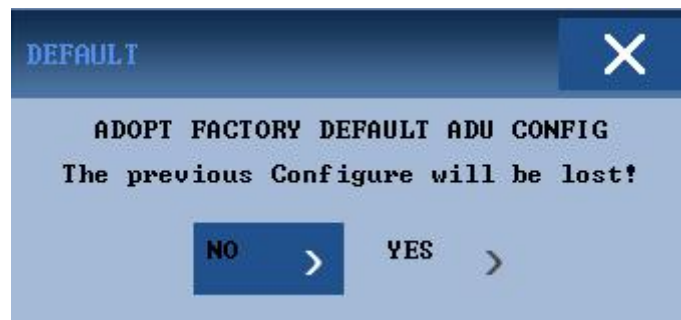 DEFAULT
ADOPT FACTORY DEFAULT ADU CONFIG
The previous Configure will be lost!
NO YES